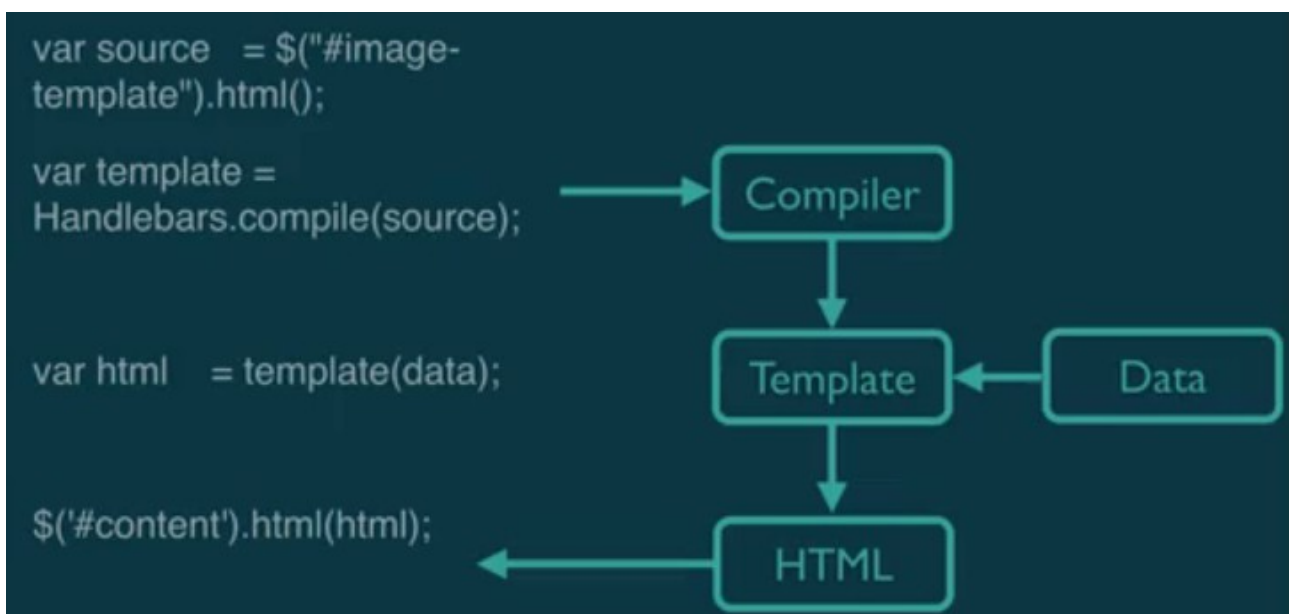 var source   = $("#image-
template").html();
var template =
Handlebars.compile(source);
Compiler
var html    = template(data);
Template
Data
$('#content').html(html);
HTML